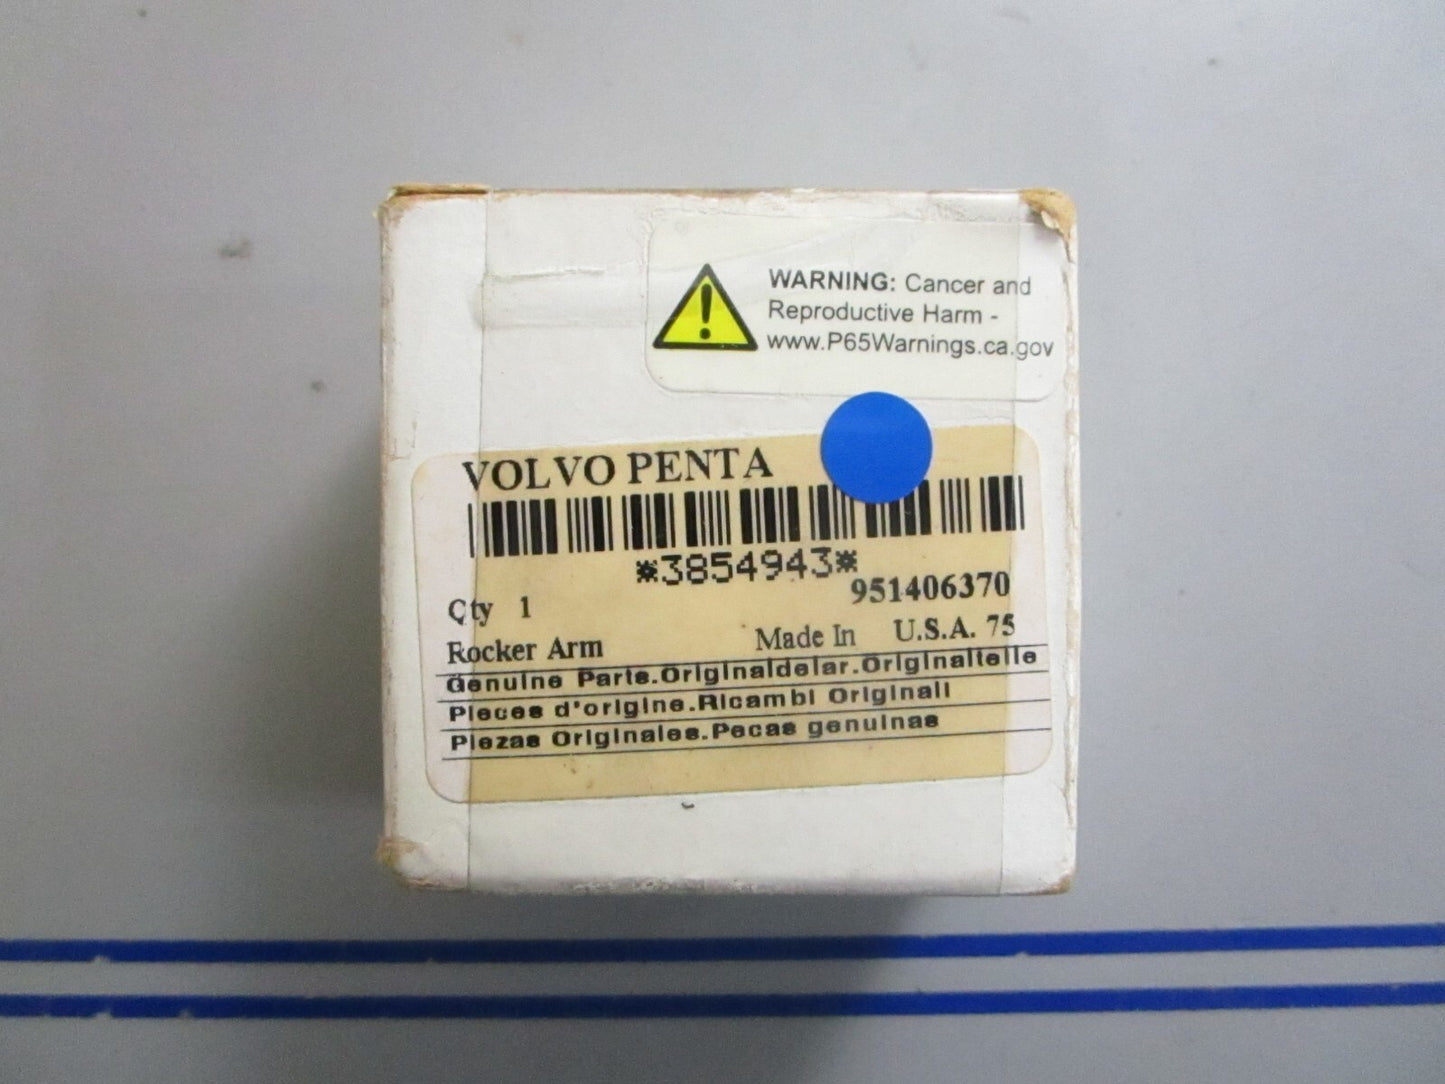 WARNING: Cancer and
Reproductive Harm -
www.P65Warnings.ca.gov
VOLVO PENTA
*3854943*
951406370
Qty 1
Rocker Arm Made In U.S.A. 75
Genuine Parts.Originaldelar.Originalteile
Pieces d'origine.Ricambi Originali
Piezas Originales.Pecas genuinas